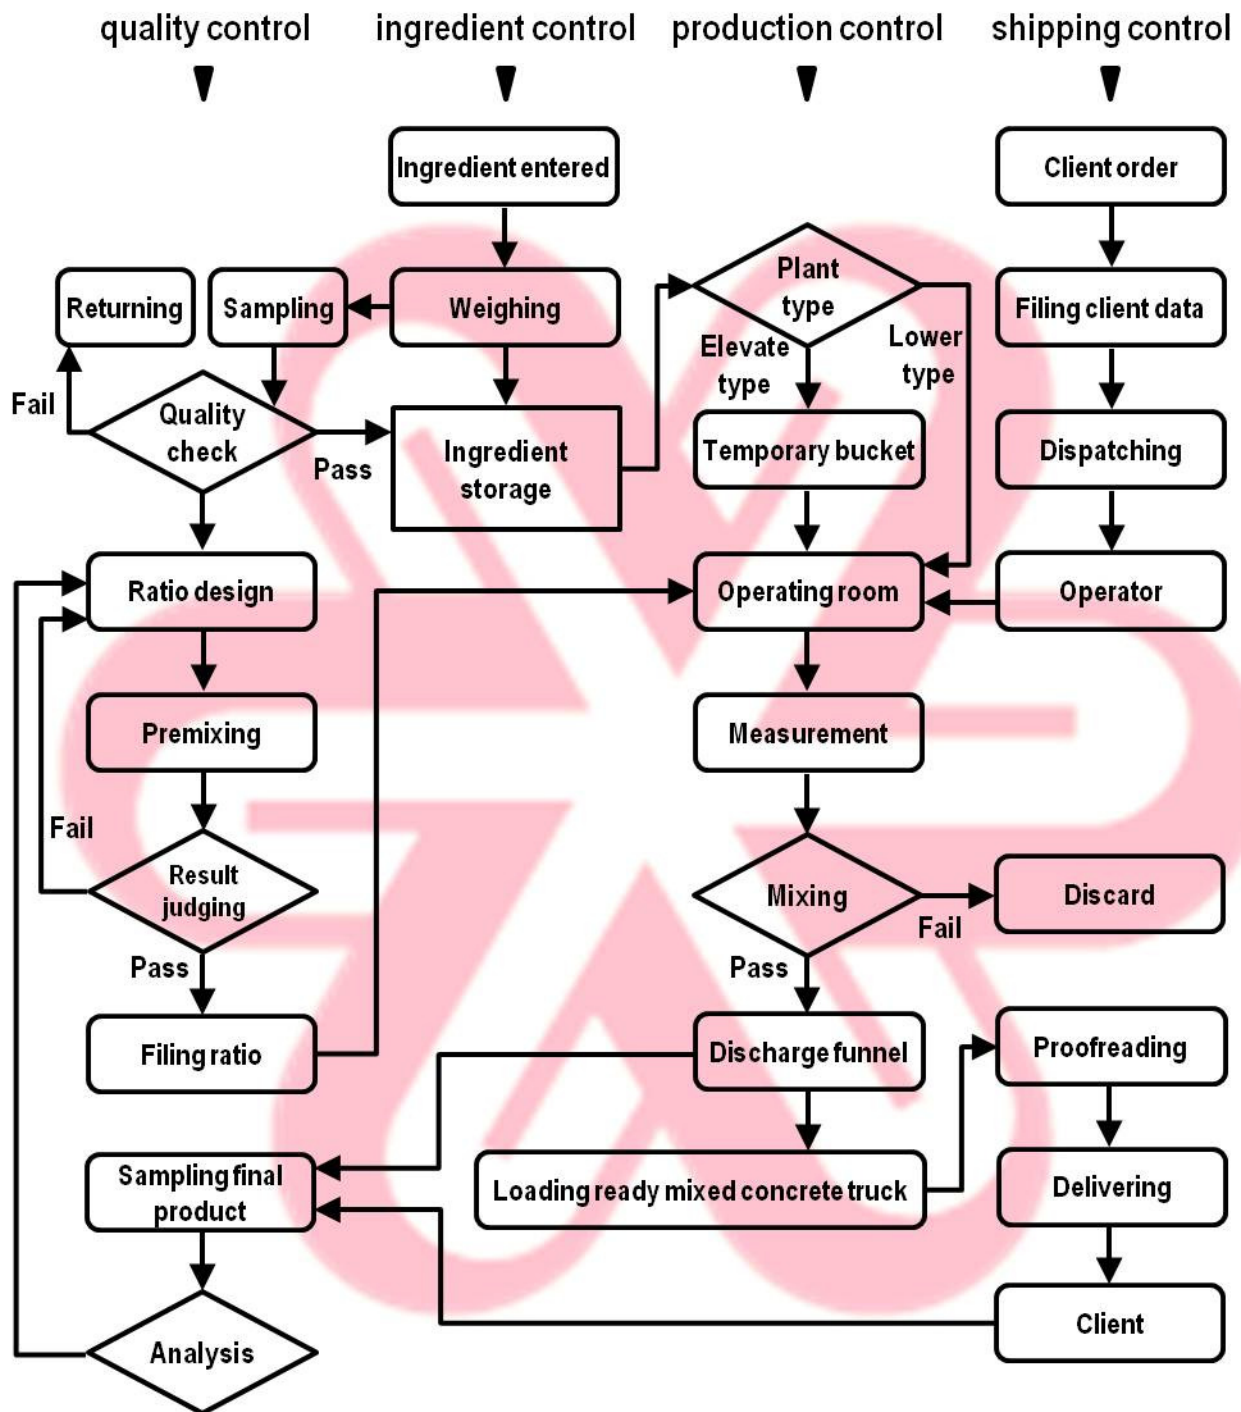 quality control
ingredient control
production control
shipping control
Ingredient entered
Client order
Returning
Sampling
Weighing
Plant
type
Filing client data
Elevate
type
Lower
type
Fail
Quality
check
Pass
Ingredient
storage
Temporary bucket
Dispatching
Ratio design
Operating room
Operator
Premixing
Measurement
Fail
Result
judging
Mixing
Fail
Discard
Pass
Pass
Filing ratio
Discharge funnel
Proofreading
Sampling final
product
Loading ready mixed concrete truck
Delivering
Analysis
Client